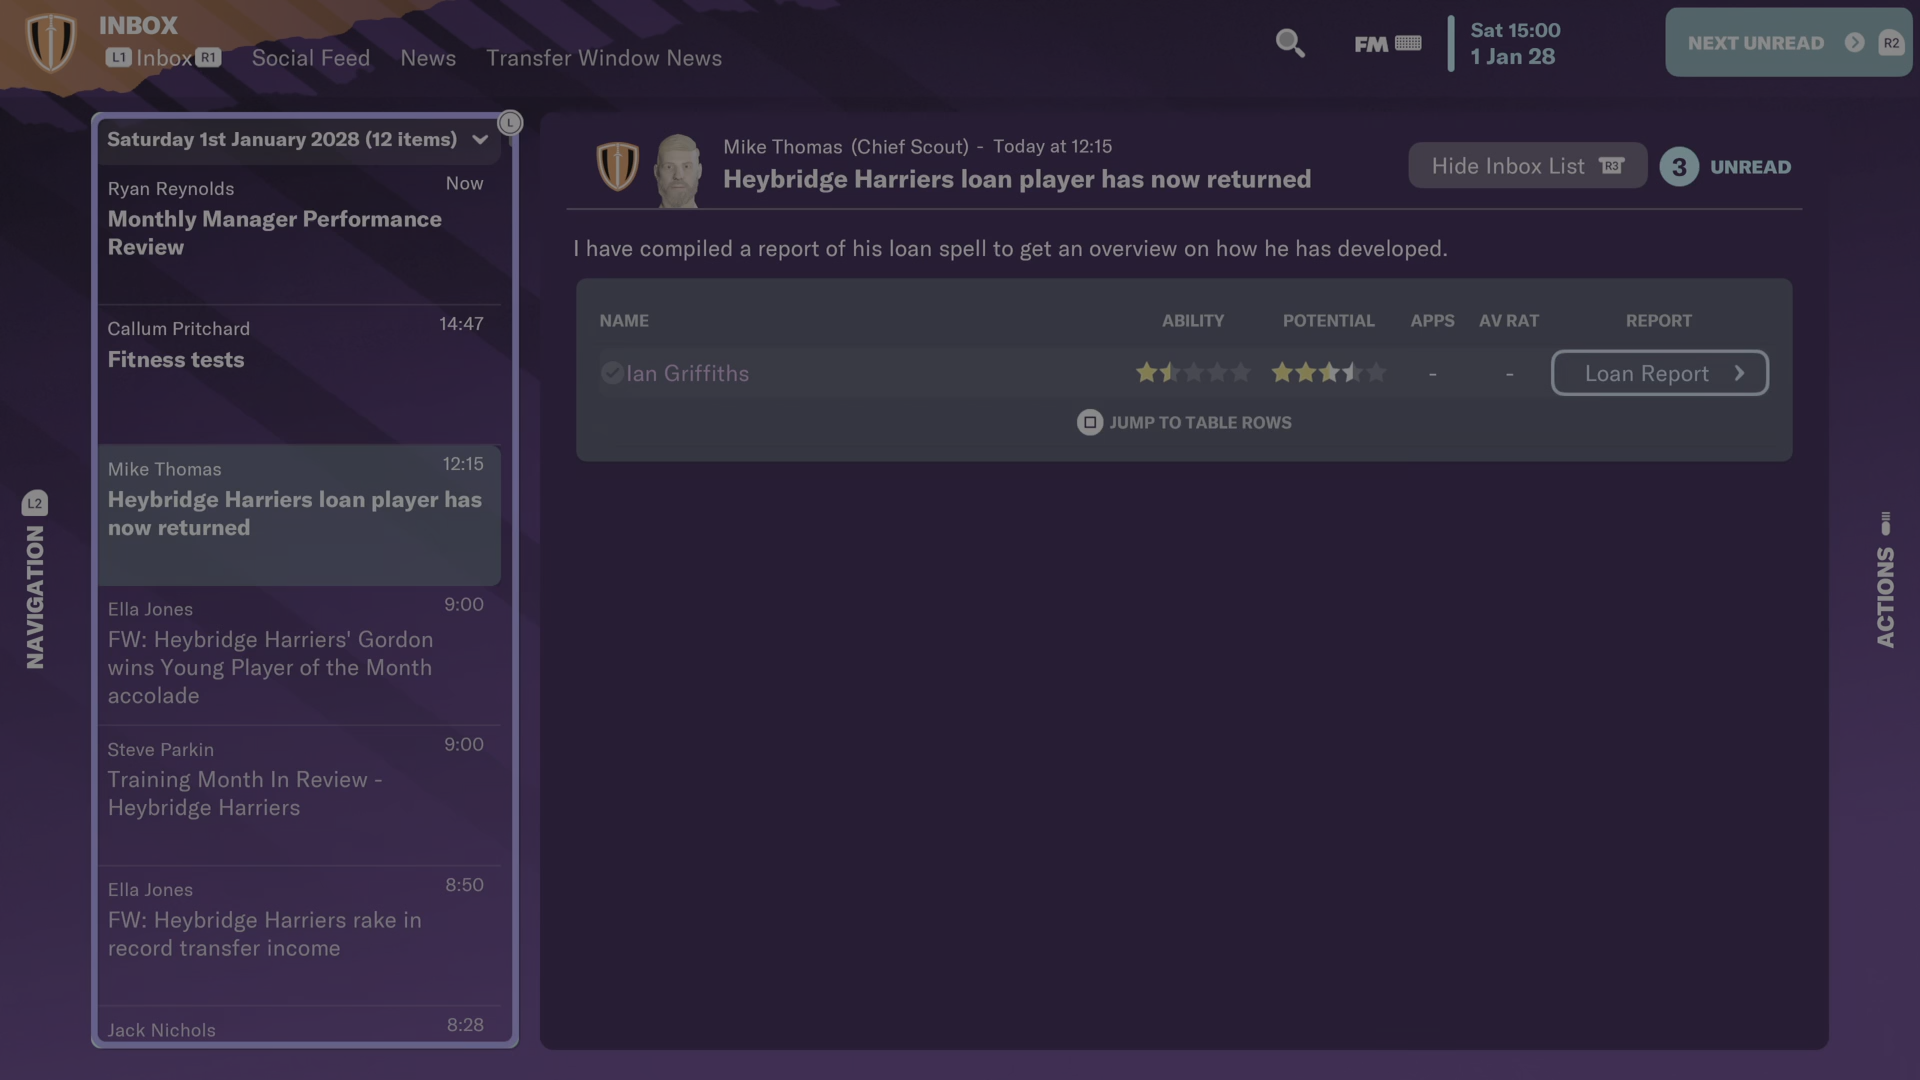 INBOX
L1 Inbox R1
Social Feed
News
Transfer Window News
FM
Sat 15:00
1 Jan 28
NEXT UNREAD
R2
L2
NAVIGATION
Saturday 1st January 2028 (12 items)
L
Ryan Reynolds
Now
Monthly Manager Performance
Review
Callum Pritchard
14:47
Fitness tests
Mike Thomas
12:15
Heybridge Harriers loan player has
now returned
Ella Jones
9:00
FW: Heybridge Harriers' Gordon
wins Young Player of the Month
accolade
Steve Parkin
9:00
Training Month In Review -
Heybridge Harriers
Ella Jones
8:50
FW: Heybridge Harriers rake in
record transfer income
Jack Nichols
8:28
Mike Thomas (Chief Scout) - Today at 12:15
Heybridge Harriers loan player has now returned
Hide Inbox List R3
3 UNREAD
I have compiled a report of his loan spell to get an overview on how he has developed.
NAME ABILITY POTENTIAL APPS AV RAT REPORT
Ian Griffiths - - Loan Report
JUMP TO TABLE ROWS
ACTIONS